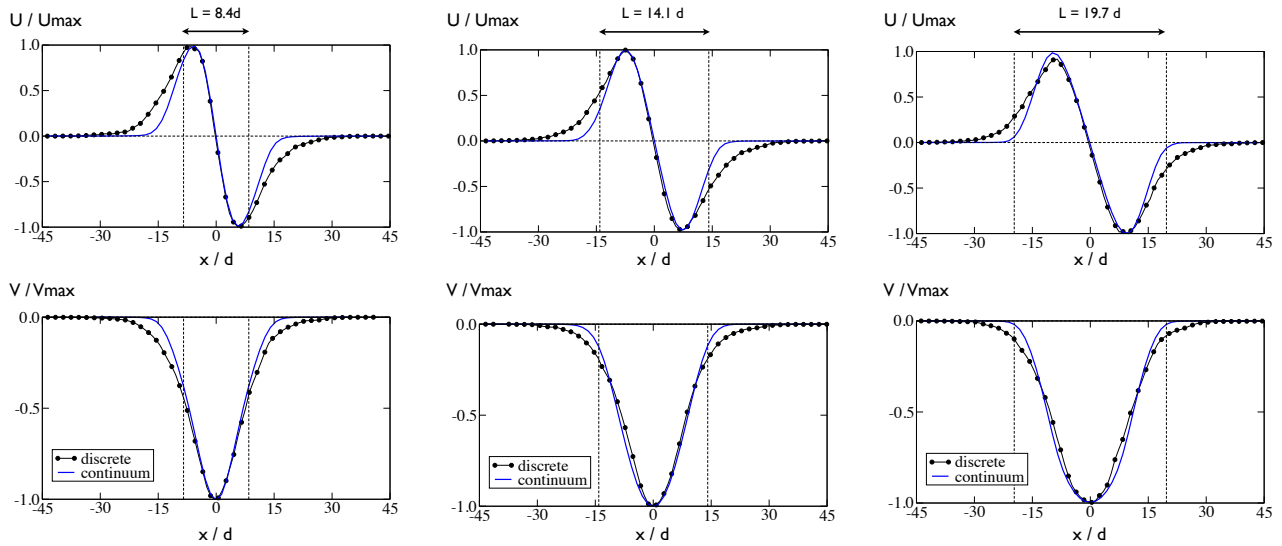 L = 8.4d
L = 14.1 d
L = 19.7 d
U / Umax
U / Umax
U / Umax
1.0
0.5
0.0
-0.5
-1.0
-45 -30 -15 0 15 30 45
x / d
1.0
0.5
0.0
-0.5
-1.0
-45 -30 -15 0 15 30 45
x / d
1.0
0.5
0.0
-0.5
-1.0
-45 -30 -15 0 15 30 45
x / d
V / Vmax
V / Vmax
V / Vmax
0.0
-0.5
-1.0
discrete
continuum
-45 -30 -15 0 15 30 45
x / d
0.0
-0.5
-1.0
discrete
continuum
-45 -30 -15 0 15 30 45
x / d
0.0
-0.5
-1.0
discrete
continuum
-45 -30 -15 0 15 30 45
x / d